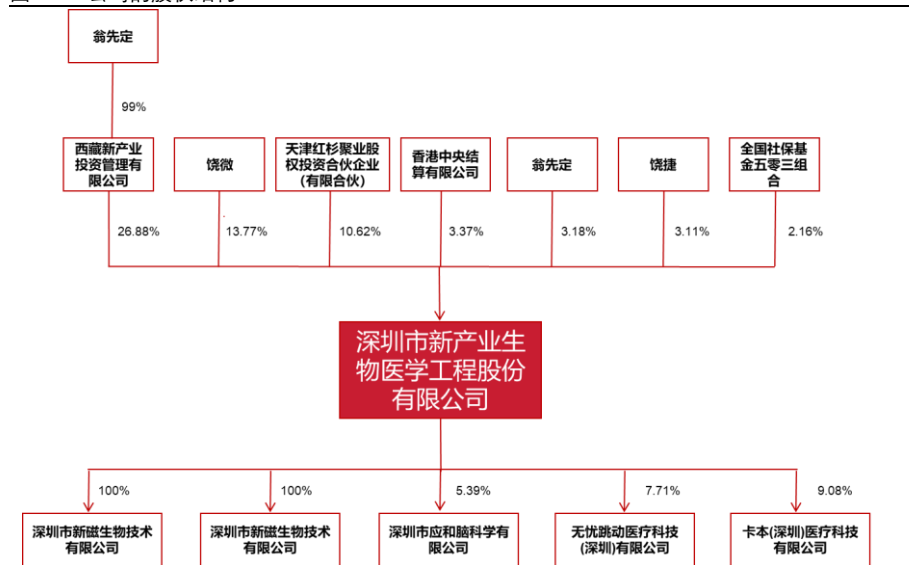 翁先定
99%
西藏新产业
投资管理有
限公司
饶微
天津红杉聚业股
权投资合伙企业
（有限合伙）
香港中央结
算有限公司
翁先定
饶捷
全国社保基
金五零三组
合
26.88%
13.77%
10.62%
3.37%
3.18%
3.11%
2.16%
深圳市新产业生
物医学工程股份
有限公司
100%
100%
5.39%
7.71%
9.08%
深圳市新磁生物技术
有限公司
深圳市新磁生物技术
有限公司
深圳市应和脑科学有
限公司
无忧跳动医疗科技
(深圳)有限公司
卡本(深圳)医疗科技
有限公司